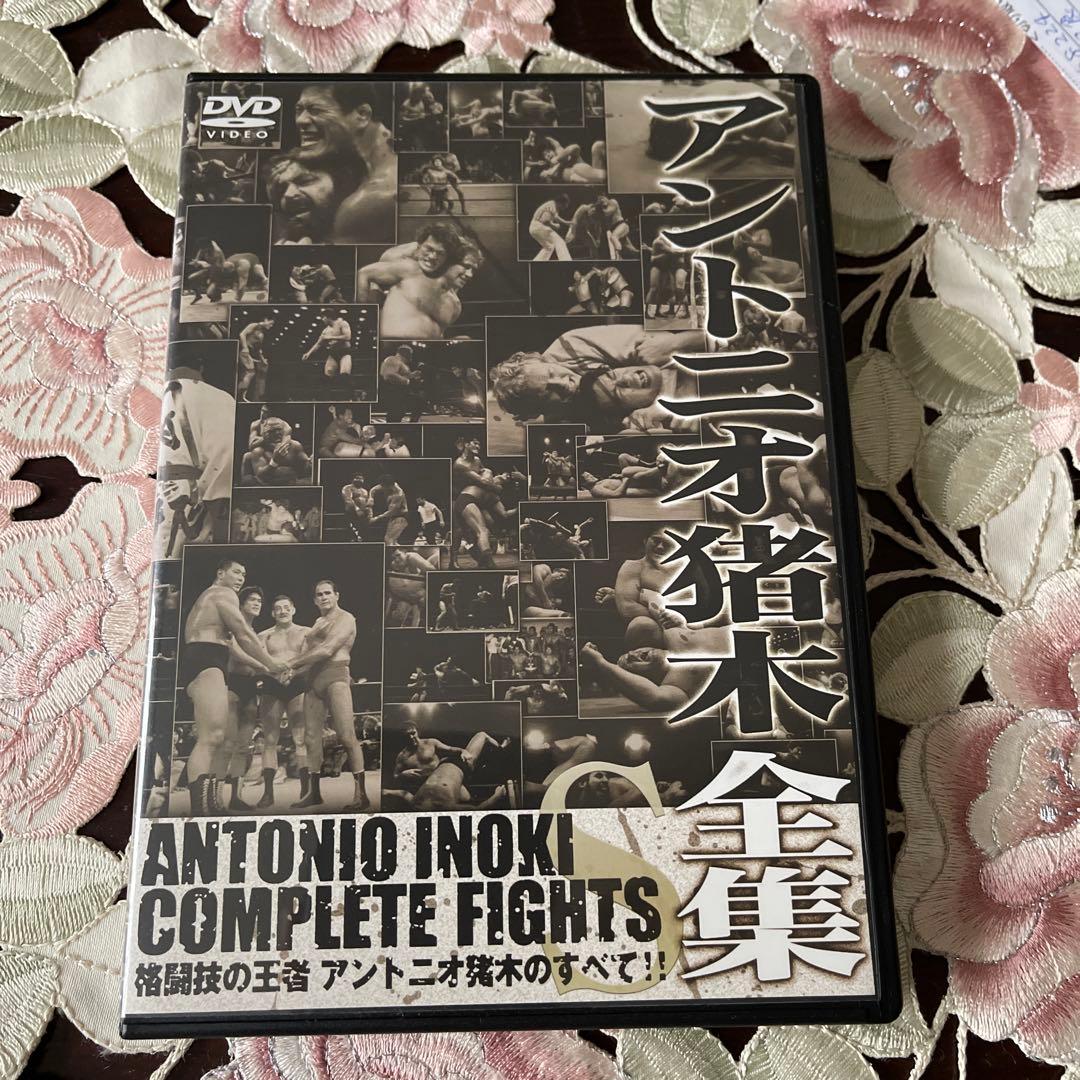 DVD
VIDEO
アントニオ猪木
全集
S
ANTONIO INOKI
COMPLETE FIGHTS
格闘技の王者 アントニオ猪木のすべて!!